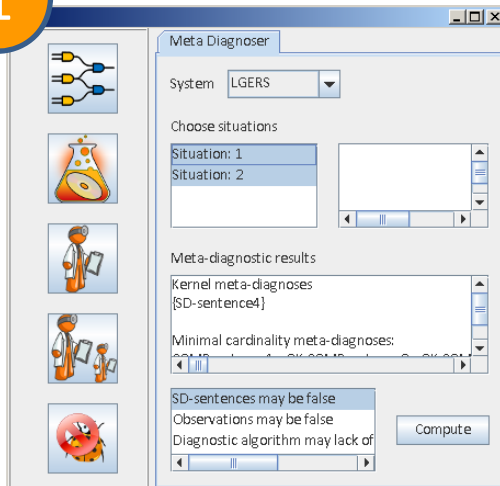 1
Meta Diagnoser
System LGERS
Choose situations
Situation: 1
Situation: 2
Meta-diagnostic results
Kernel meta-diagnoses
{SD-sentence4}
Minimal cardinality meta-diagnoses:
SD-sentences may be false
Observations may be false
Diagnostic algorithm may lack of
Compute